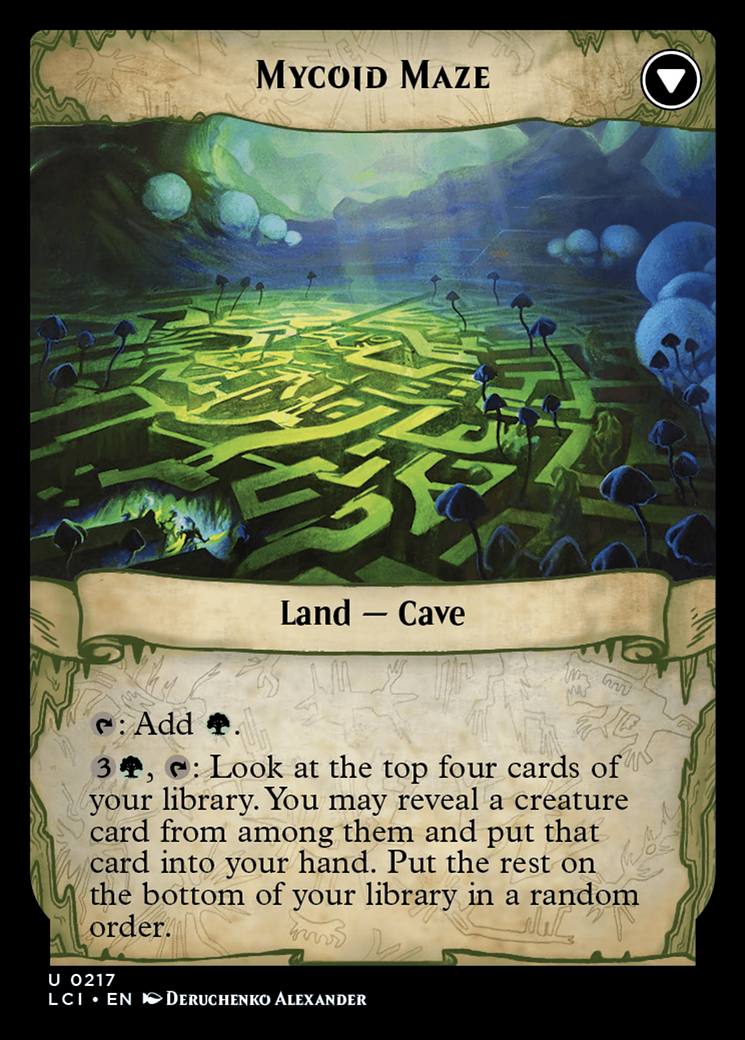 Mycoid Maze
Land — Cave
: Add .
3, : Look at the top four cards of
your library. You may reveal a creature
card from among them and put that
card into your hand. Put the rest on
the bottom of your library in a random
order.
U 0217
LCI • EN Deruchenko Alexander